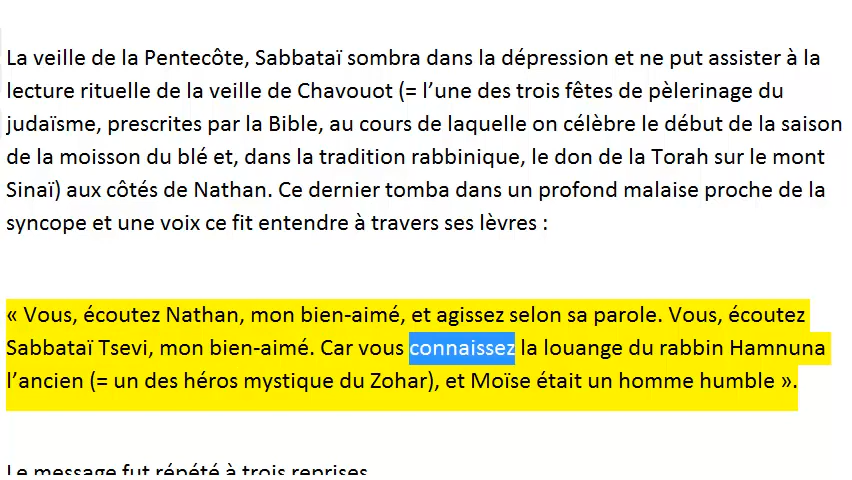 La veille de la Pentecôte, Sabbataï sombra dans la dépression et ne put assister à la
lecture rituelle de la veille de Chavouot (= l’une des trois fêtes de pèlerinage du
judaïsme, prescrites par la Bible, au cours de laquelle on célèbre le début de la saison
de la moisson du blé et, dans la tradition rabbinique, le don de la Torah sur le mont
Sinaï) aux côtés de Nathan. Ce dernier tomba dans un profond malaise proche de la
syncope et une voix ce fit entendre à travers ses lèvres :
« Vous, écoutez Nathan, mon bien-aimé, et agissez selon sa parole. Vous, écoutez
Sabbataï Tsevi, mon bien-aimé. Car vous connaissez la louange du rabbin Hamnuna
l’ancien (= un des héros mystique du Zohar), et Moïse était un homme humble ».
Le message fut répété à trois reprises